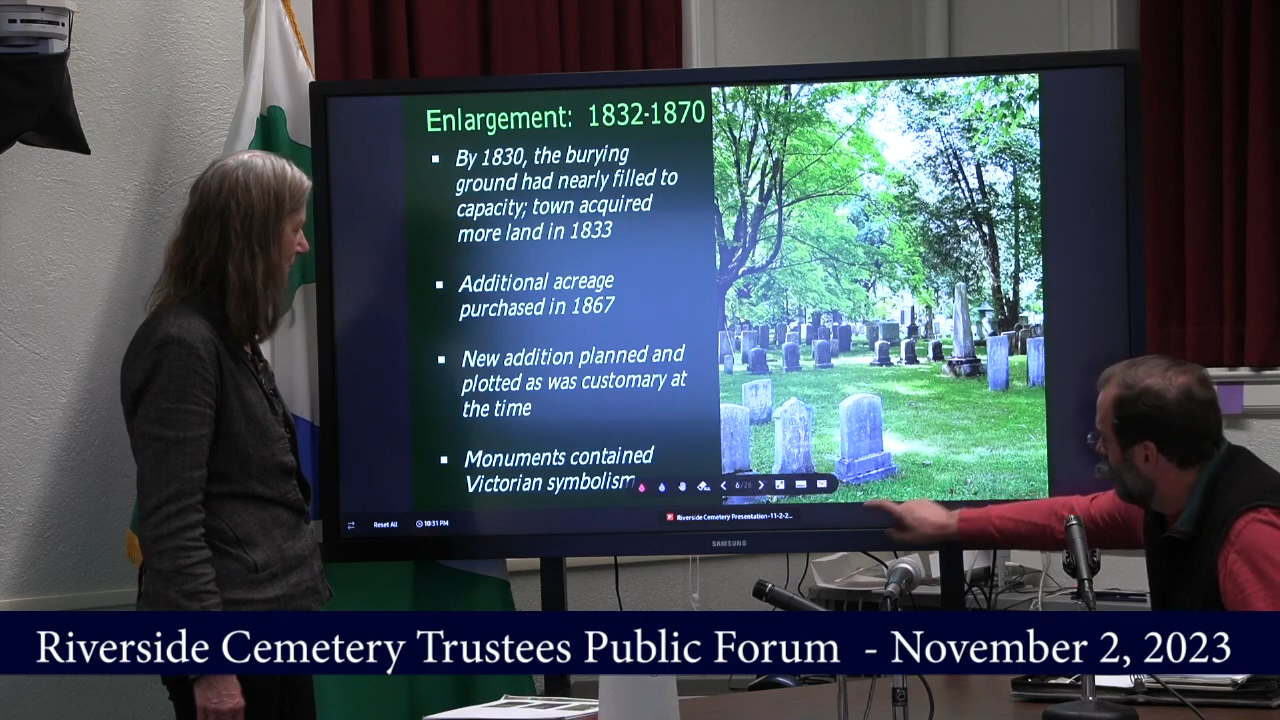 Enlargement: 1832-1870
▪ By 1830, the burying
ground had nearly filled to
capacity; town acquired
more land in 1833
▪ Additional acreage
purchased in 1867
▪ New addition planned and
plotted as was customary at
the time
▪ Monuments contained
Victorian symbolism
6/26
Reset All
10:31 PM
Riverside Cemetery Presentation-11-2-2...
SAMSUNG
Riverside Cemetery Trustees Public Forum - November 2, 2023